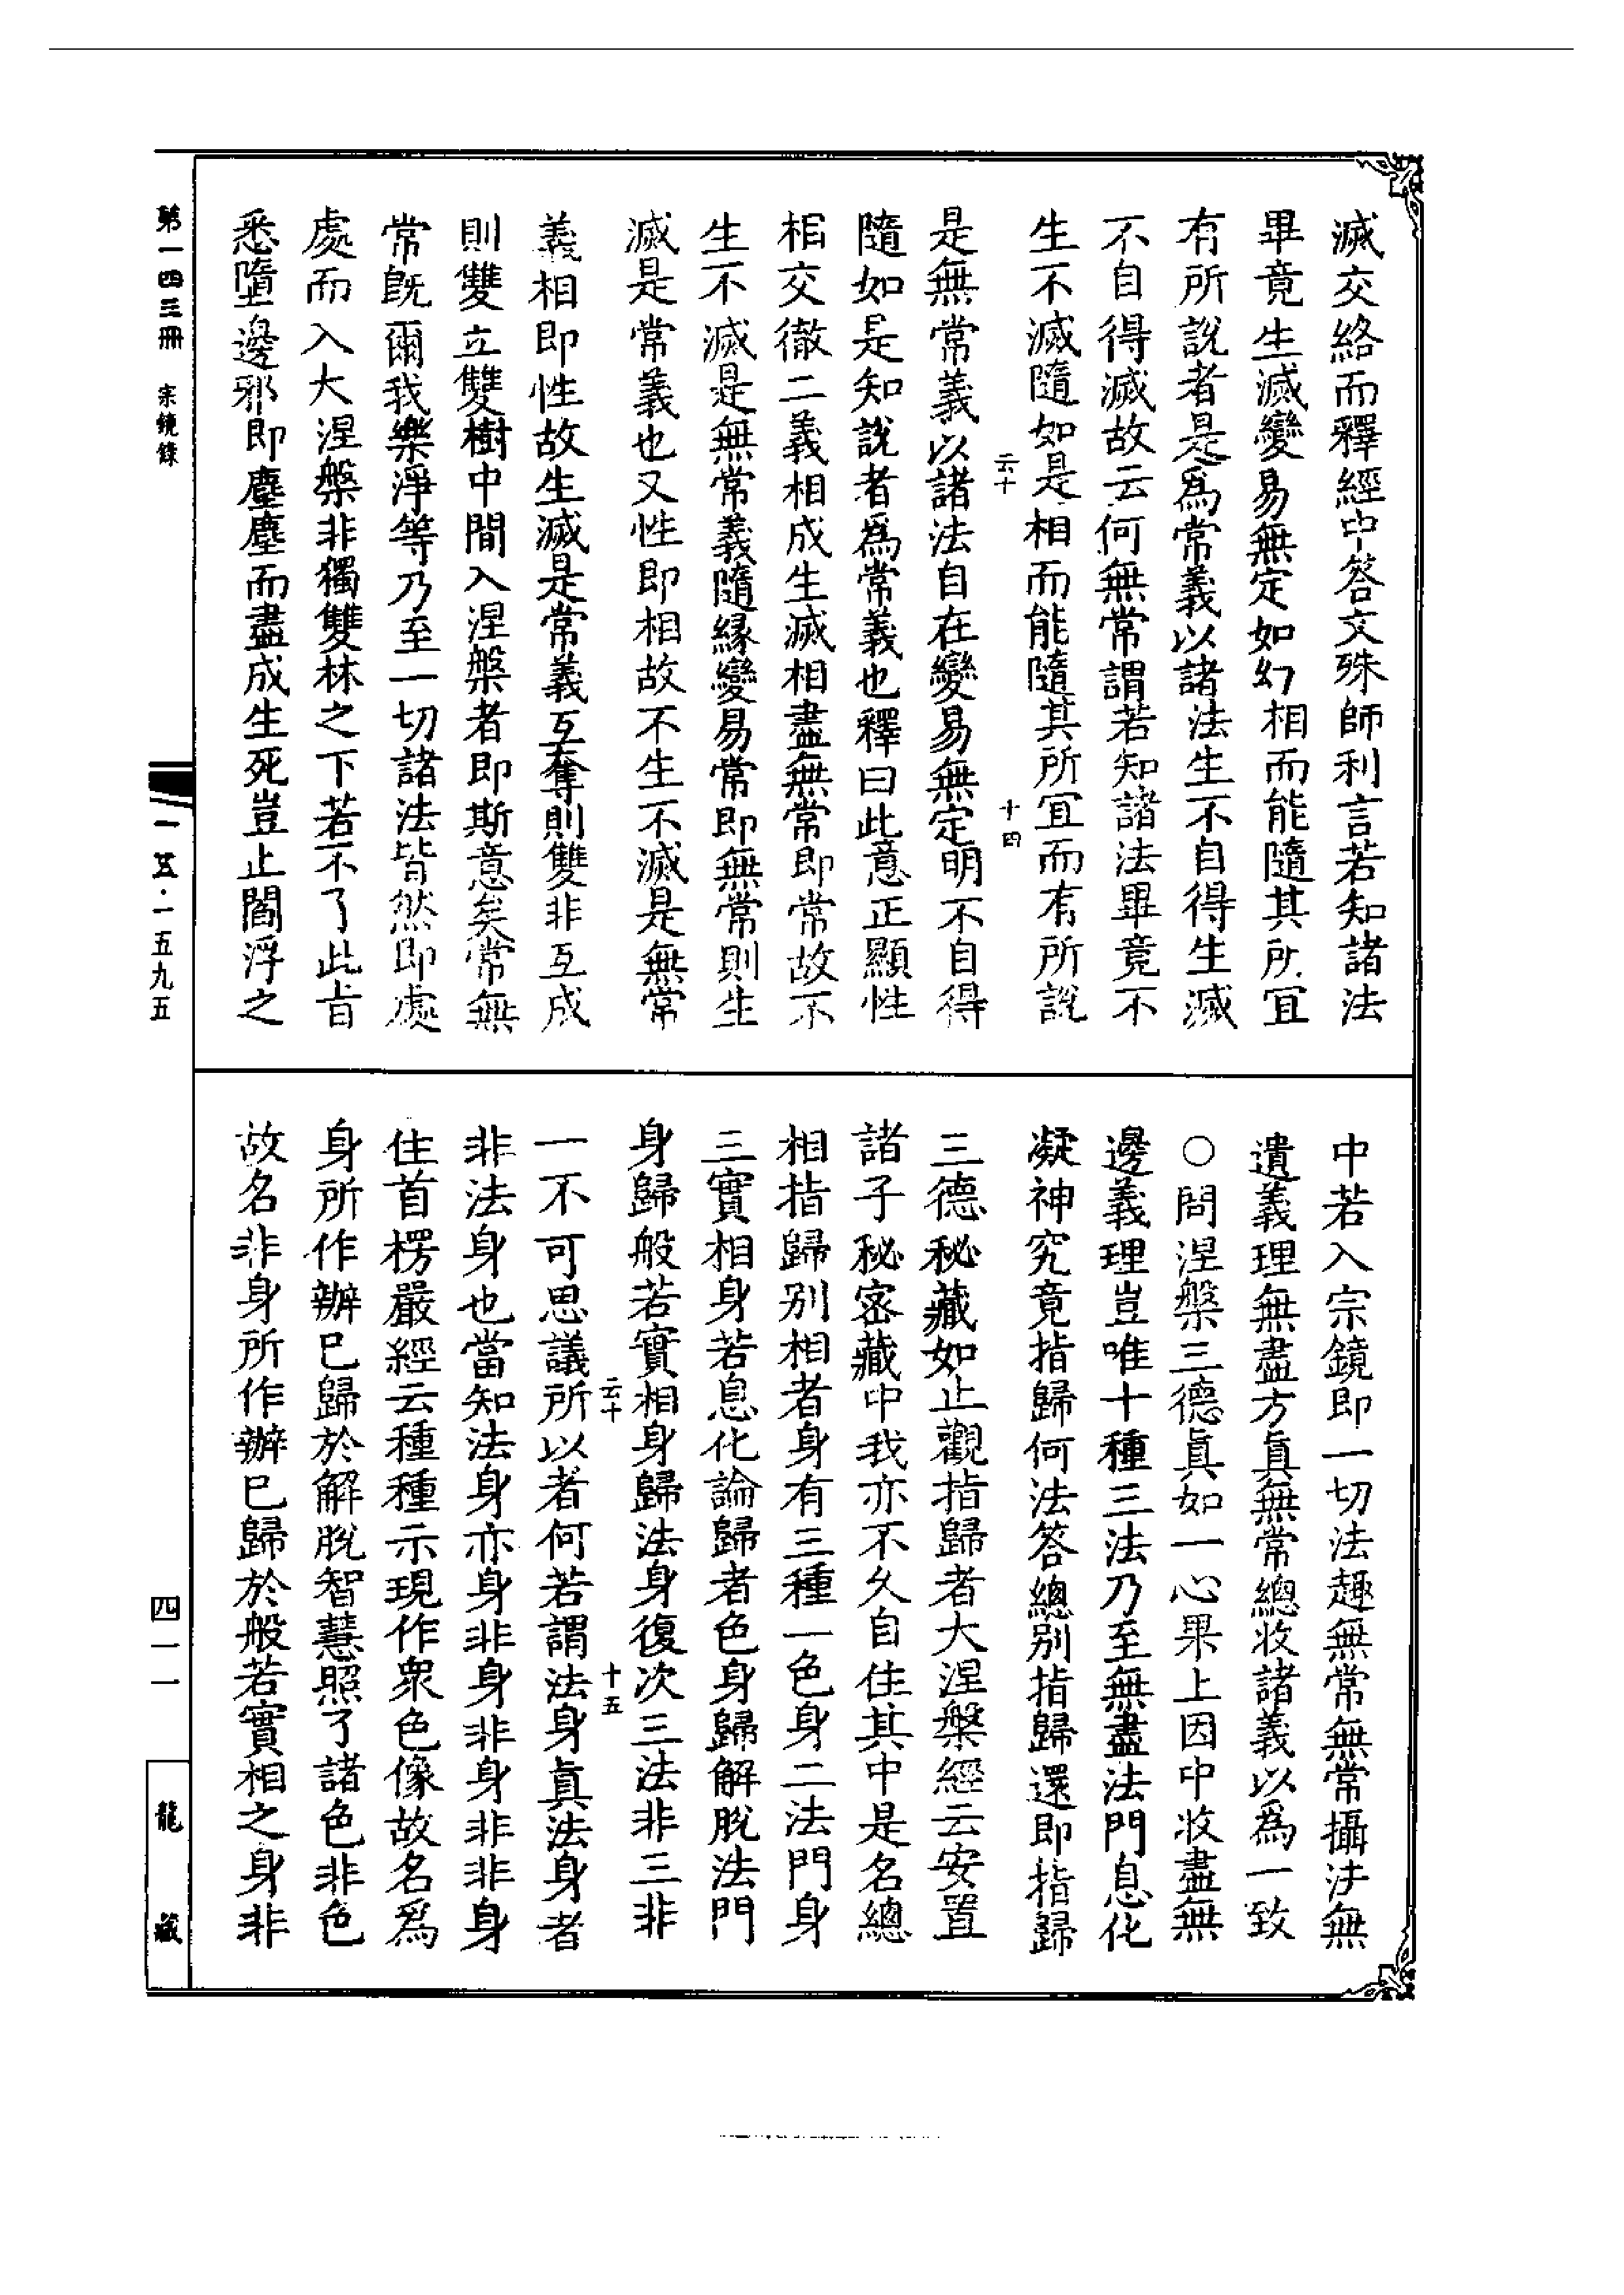 滅交絡而釋經中答文殊師利言若知諸法
畢竟生滅變易無定如幻相而能隨其所宜
有所說者是爲常義以諸法生不自得生滅
不自得滅故云何無常謂若知諸法畢竟不
生不滅隨如是相而能隨其所宜而有所說
云十
十四
是無常義以諸法自在變易無定明不自得
隨如是知說者爲常義也釋曰此意正顯性
相交徹二義相成生滅相盡無常即常故不
生不滅是無常義隨緣變易常即無常則生
滅是常義也又性即相故不生不滅是無常
義相即性故生滅是常義互奪則雙非互成
則雙立雙樹中間入涅槃者即斯意矣常無
常旣爾我樂淨等乃至一切諸法皆然即處
處而入大涅槃非獨雙林之下若不了此旨
悉墮邊邪即塵塵而盡成生死豈止閻浮之
中若入宗鏡即一切法趣無常無常攝法無
遺義理無盡方眞無常總收諸義以爲一致
○問涅槃三德眞如一心果上因中收盡無
邊義理豈唯十種三法乃至無盡法門息化
凝神究竟指歸何法答總別指歸還即指歸
三德秘藏如止觀指歸者大涅槃經云安置
諸子秘密藏中我亦不久自住其中是名總
相指歸別相者身有三種一色身二法門身
三實相身若息化論歸者色身歸解脫法門
身歸般若實相身歸法身復次三法非三非
云十
十五
一不可思議所以者何若謂法身眞法身者
非法身也當知法身亦身非身非身非非身
住首楞嚴經云種種示現作衆色像故名爲
身所作辦已歸於解脫智慧照了諸色非色
故名非身所作辦已歸於般若實相之身非
第一四三冊 宗鏡錄
一五·一五九五
四一一
龍藏